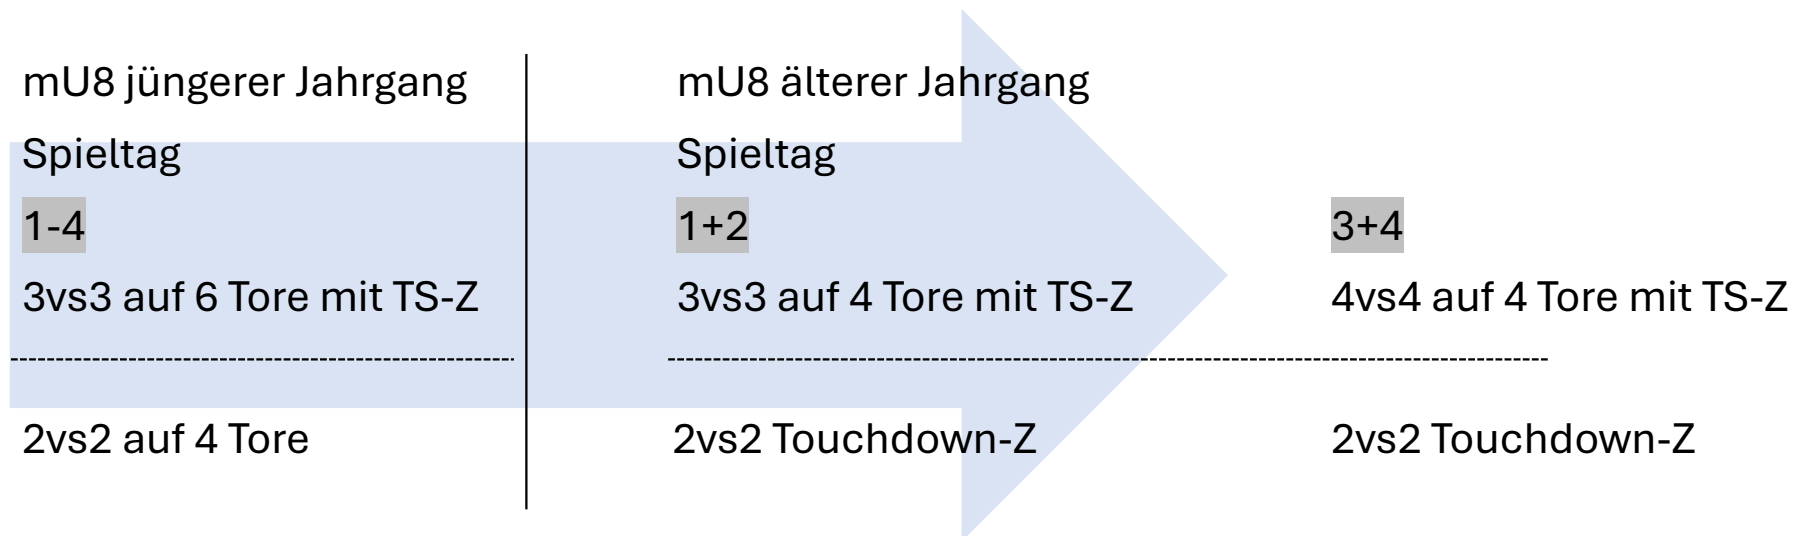 mU8 jüngerer Jahrgang
Spieltag
1-4
3vs3 auf 6 Tore mit TS-Z
2vs2 auf 4 Tore
mU8 älterer Jahrgang
Spieltag
1+2
3vs3 auf 4 Tore mit TS-Z
2vs2 Touchdown-Z
3+4
4vs4 auf 4 Tore mit TS-Z
2vs2 Touchdown-Z